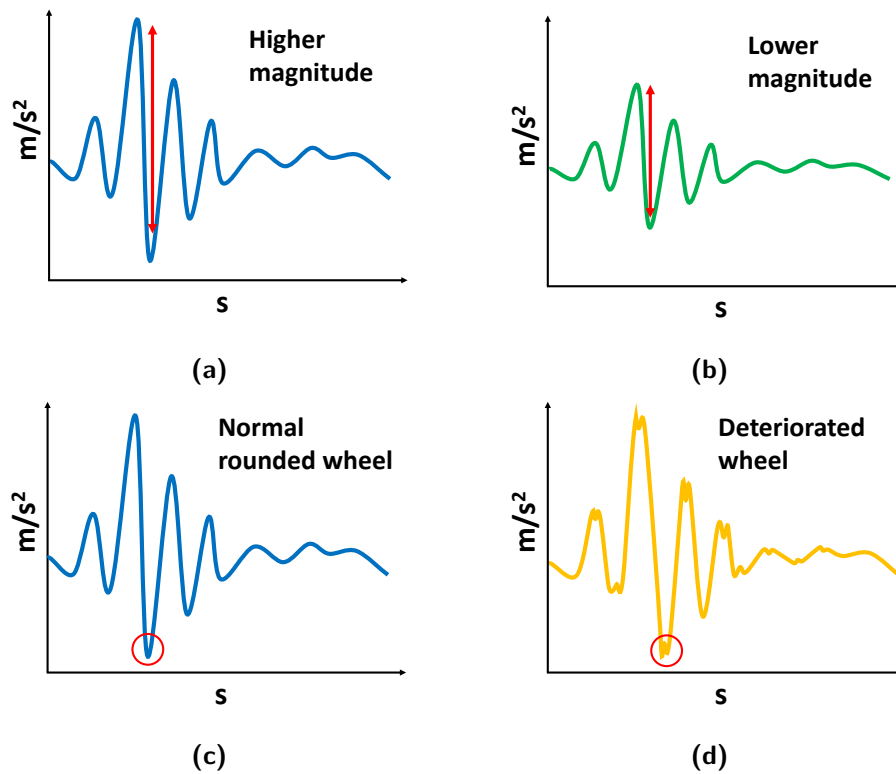 Higher
magnitude
m/s²
s
(a)
Lower
magnitude
m/s²
s
(b)
Normal
rounded wheel
m/s²
s
(c)
Deteriorated
wheel
m/s²
s
(d)